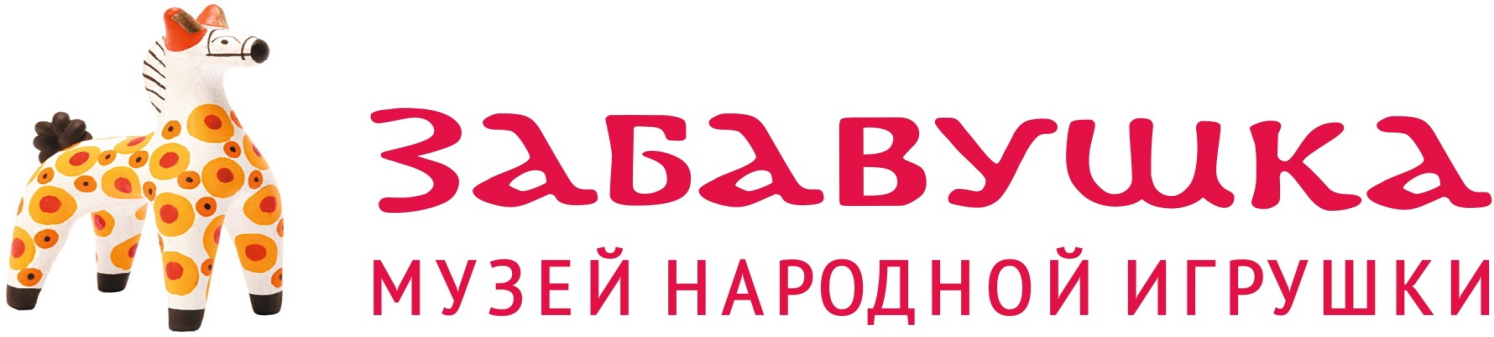 ЗАБАВУШКА
МУЗЕЙ НАРОДНОЙ ИГРУШКИ